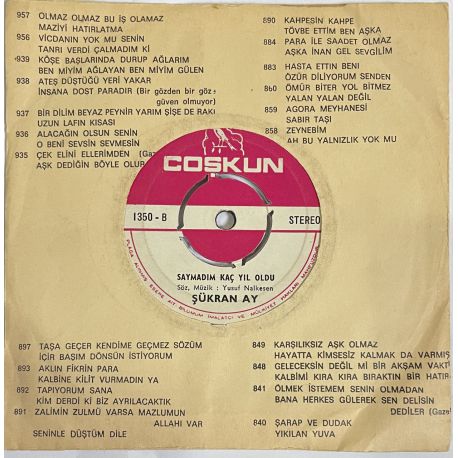 957 OLMAZ OLMAZ BU İŞ OLAMAZ
MAZİYİ HATIRLATMA
956 VİCDANIN YOK MU SENİN
TANRI VERDİ ÇALMADIM Kİ
939 KÖŞE BAŞLARINDA DURUP AĞLARIM
BEN MİYİM AĞLAYAN BEN MİYİM GÜLEN
938 ATEŞ DÜŞTÜĞÜ YERİ YAKAR
İNSANA DOST PARADIR (Bir gözden bir göze
güven olmuyor)
937 BİR DİLİM BEYAZ PEYNİR YARIM ŞİŞE DE RAKI
UZUN LAFIN KISASI
936 ALACAĞIN OLSUN SENİN
O BENİ SEVSİN SEVMESİN
935 ÇEK ELİNİ ELLERİMDEN (Gaz
AŞK DEDİĞİN BÖYLE OLUR
890 KAHPESİN KAHPE
TÖVBE ETTİM BEN AŞKA
884 PARA İLE SAADET OLMAZ
AŞKA İNAN GEL SEVGİLİM
883 HASTA ETTİN BENİ
ÖZÜR DİLİYORUM SENDEN
860 ÖMÜR BİTER YOL BİTMEZ
YALAN YALAN DEĞİL
859 AGORA MEYHANESİ
SABIR TAŞI
858 ZEYNEBİM
AH BU YALNIZLIK YOK MU
COŞKUN
1350 - B
STEREO
SAYMADIM KAÇ YIL OLDU
Söz, Müzik : Yusuf Nalkesen
ŞÜKRAN AY
897 TAŞA GEÇER KENDİME GEÇMEZ SÖZÜM
İÇİR BAŞIM DÖNSÜN İSTİYORUM
893 AKLIN FİKRİN PARA
KALBİNE KİLİT VURMADIN YA
892 TAPIYORUM SANA
KİM DERDİ Kİ BİZ AYRILACAKTIK
891 ZALİMİN ZULMÜ VARSA MAZLUMUN
ALLAHI VAR
SENİNLE DÜŞTÜM DİLE
849 KARŞILIKSIZ AŞK OLMAZ
HAYATTA KİMSESİZ KALMAK DA VARMIŞ
848 GELECEKSİN DEĞİL Mİ BİR AKŞAM VAKTİ
KALBİMİ KIRA KIRA BIRAKTIN BİR HATIR
841 ÖLMEK İSTEMEM SENİN OLMADAN
BANA HERKES GÜLEREK SEN DELİSİN
DEDİLER (Gaze
840 ŞARAP VE DUDAK
YIKILAN YUVA